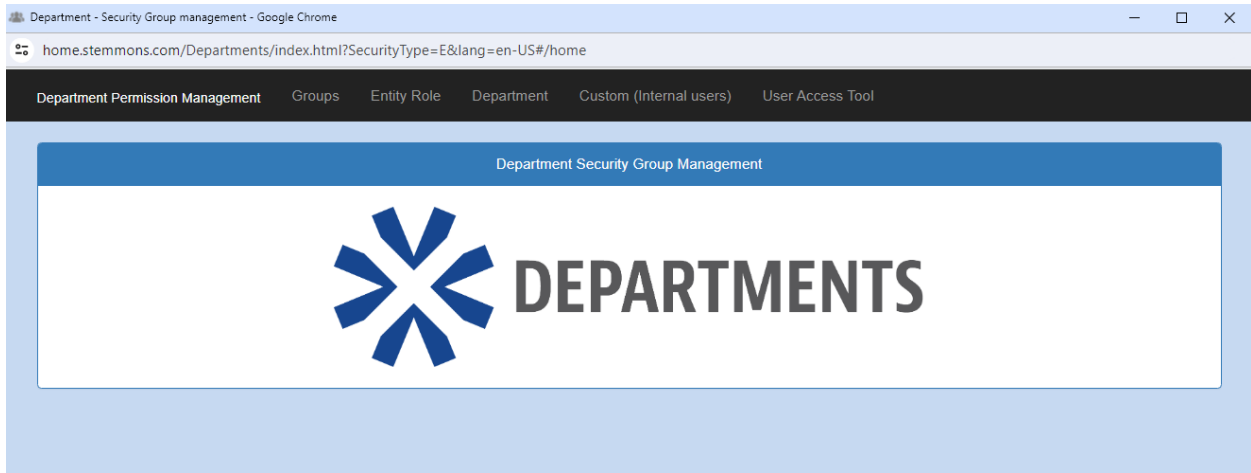 Department - Security Group management - Google Chrome
home.stemmons.com/Departments/index.html?SecurityType=E&lang=en-US#/home
Department Permission Management Groups Entity Role Department Custom (Internal users) User Access Tool
Department Security Group Management
DEPARTMENTS